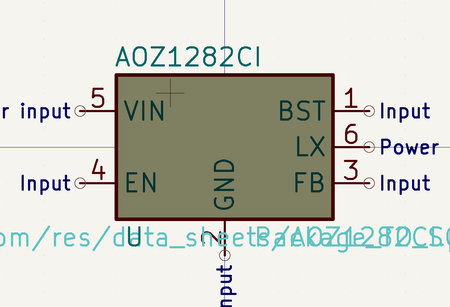 AOZ1282CI
r input 5 VIN BST 1 Input
LX 6 Power
Input 4 EN FB 3 Input
GND
U 2
om/res/data_sheets/AOZ1282CI
nput